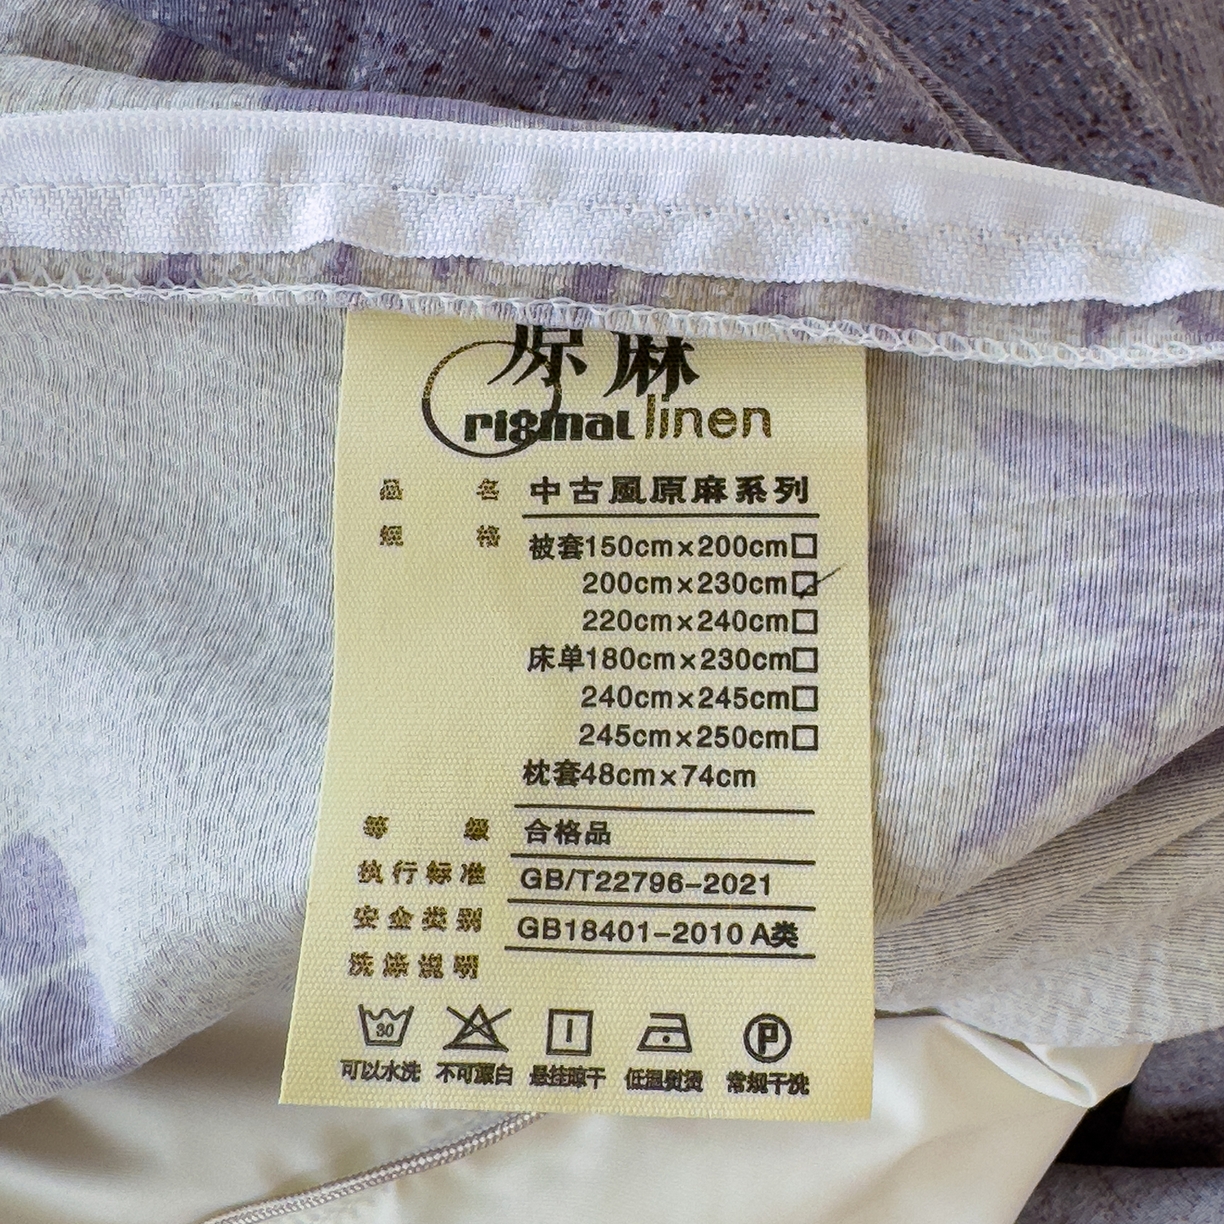 原麻
Original linen
品 名 中古風原麻系列
规 格 被套150cm×200cm□
200cm×230cm☑
220cm×240cm□
床单180cm×230cm□
240cm×245cm□
245cm×250cm□
枕套48cm×74cm
等 级 合格品
执行标准 GB/T22796-2021
安全类别 GB18401-2010 A类
洗涤说明
30
P
可以水洗 不可漂白 悬挂晾干 低温熨烫 常规干洗